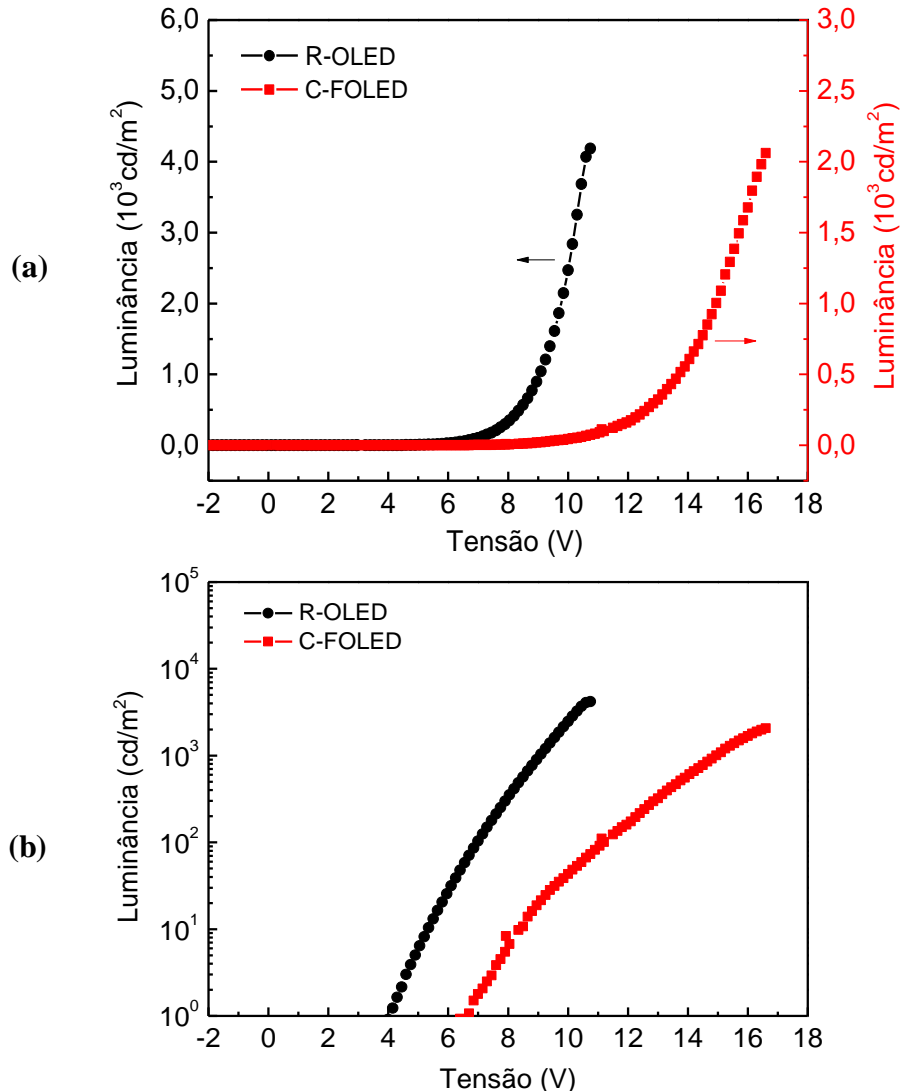 (a)
R-OLED
C-FOLED
Luminância (10³cd/m²)
6,0
5,0
4,0
3,0
2,0
1,0
0,0
3,0
2,5
2,0
1,5
1,0
0,5
0,0
Luminância (10³cd/m²)
-2 0 2 4 6 8 10 12 14 16 18
Tensão (V)
(b)
R-OLED
C-FOLED
Luminância (cd/m²)
10⁵
10⁴
10³
10²
10¹
10⁰
-2 0 2 4 6 8 10 12 14 16 18
Tensão (V)